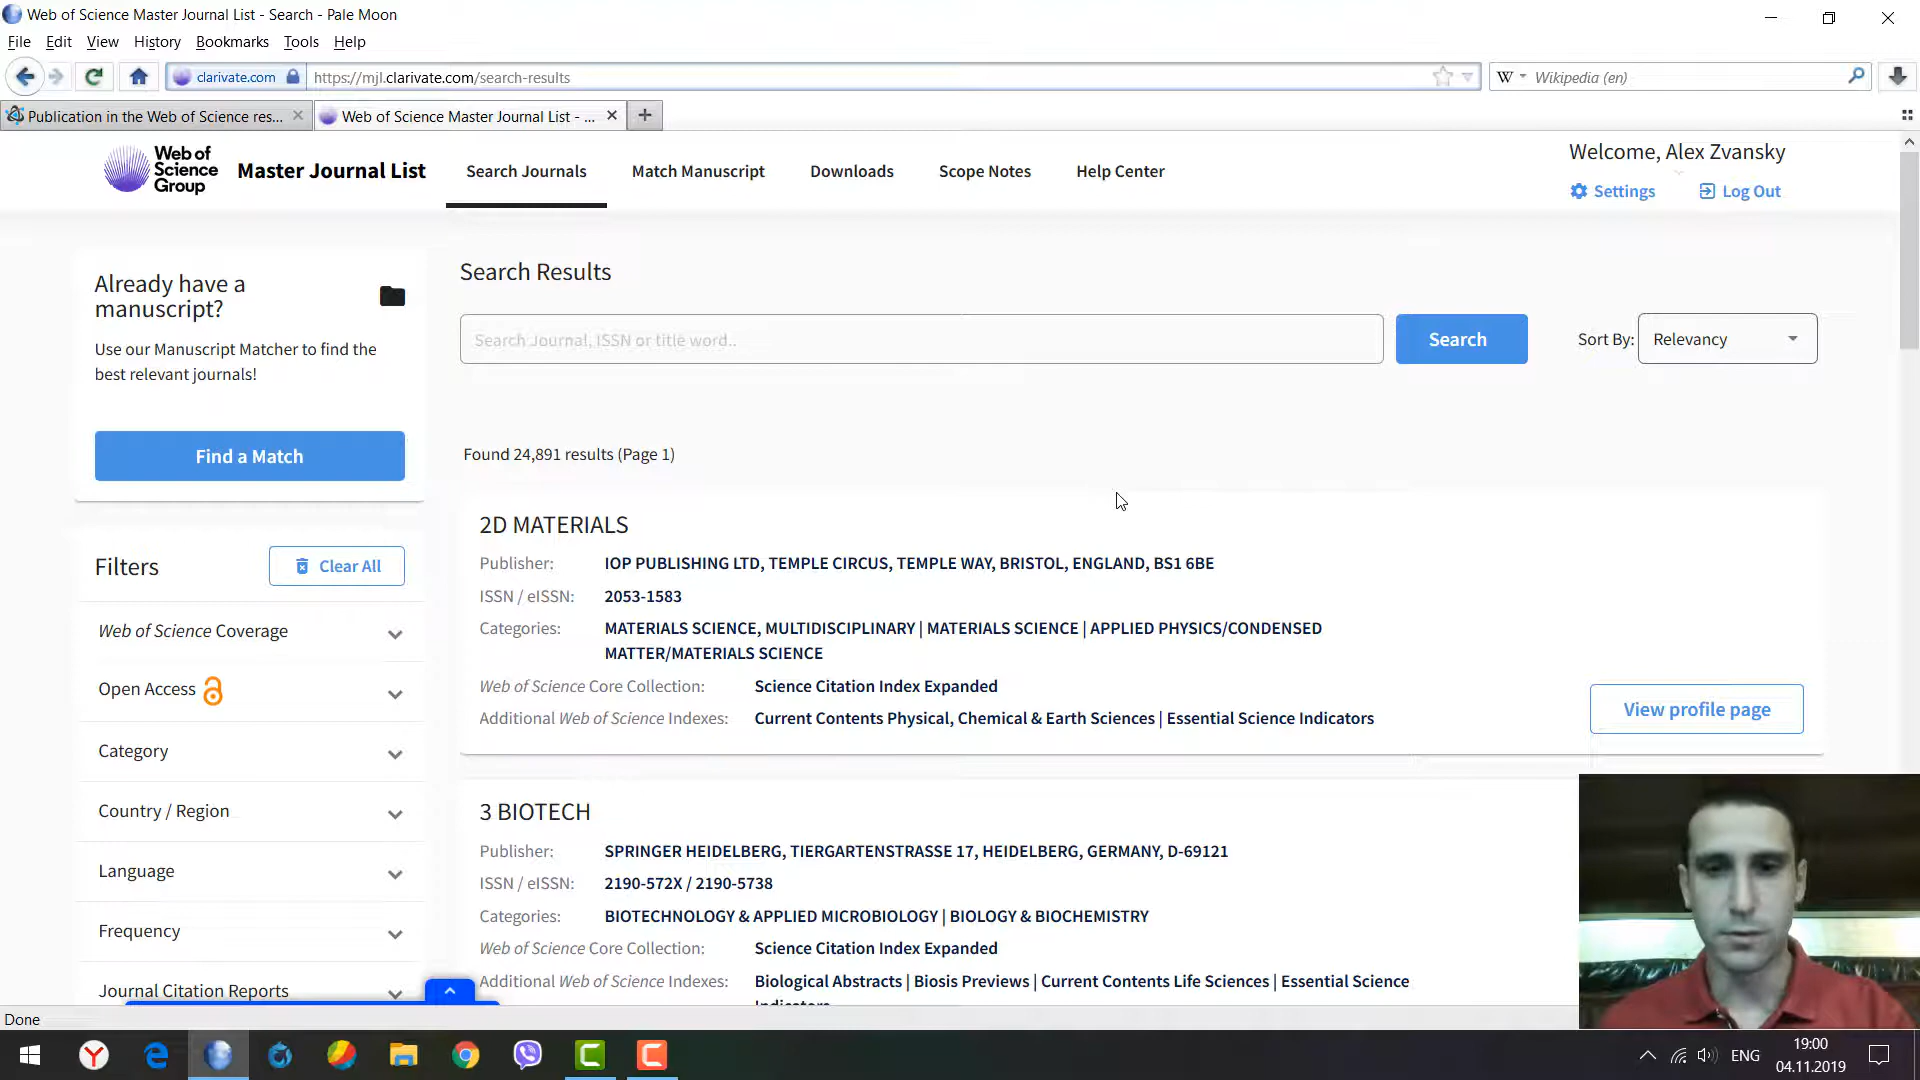 Web of Science Master Journal List - Search - Pale Moon
File Edit View History Bookmarks Tools Help
clarivate.com https://mjl.clarivate.com/search-results W Wikipedia (en)
Publication in the Web of Science res... Web of Science Master Journal List - ...
Web of
Science
Group
Master Journal List
Search Journals Match Manuscript Downloads Scope Notes Help Center
Welcome, Alex Zvansky
Settings Log Out
Already have a
manuscript?
Use our Manuscript Matcher to find the
best relevant journals!
Find a Match
Filters Clear All
Web of Science Coverage
Open Access
Category
Country / Region
Language
Frequency
Journal Citation Reports
Search Results
Search Journal, ISSN or title word.. Search Sort By: Relevancy
Found 24,891 results (Page 1)
2D MATERIALS
Publisher: IOP PUBLISHING LTD, TEMPLE CIRCUS, TEMPLE WAY, BRISTOL, ENGLAND, BS1 6BE
ISSN / eISSN: 2053-1583
Categories: MATERIALS SCIENCE, MULTIDISCIPLINARY | MATERIALS SCIENCE | APPLIED PHYSICS/CONDENSED
MATTER/MATERIALS SCIENCE
Web of Science Core Collection: Science Citation Index Expanded
Additional Web of Science Indexes: Current Contents Physical, Chemical & Earth Sciences | Essential Science Indicators
View profile page
3 BIOTECH
Publisher: SPRINGER HEIDELBERG, TIERGARTENSTRASSE 17, HEIDELBERG, GERMANY, D-69121
ISSN / eISSN: 2190-572X / 2190-5738
Categories: BIOTECHNOLOGY & APPLIED MICROBIOLOGY | BIOLOGY & BIOCHEMISTRY
Web of Science Core Collection: Science Citation Index Expanded
Additional Web of Science Indexes: Biological Abstracts | Biosis Previews | Current Contents Life Sciences | Essential Science
Indicators
Done
ENG
19:00
04.11.2019